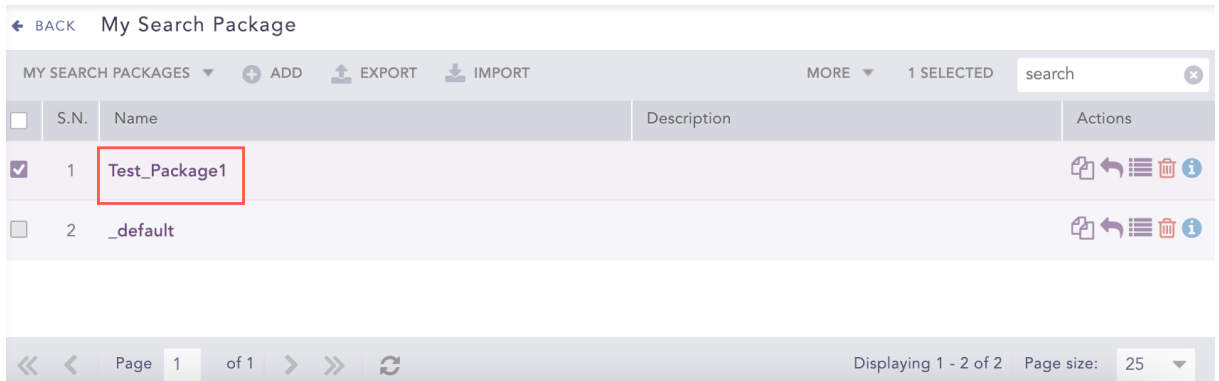 BACK My Search Package
MY SEARCH PACKAGES ADD EXPORT IMPORT MORE 1 SELECTED search
S.N. Name Description Actions
1 Test_Package1
2 _default
Page 1 of 1 Displaying 1 - 2 of 2 Page size: 25